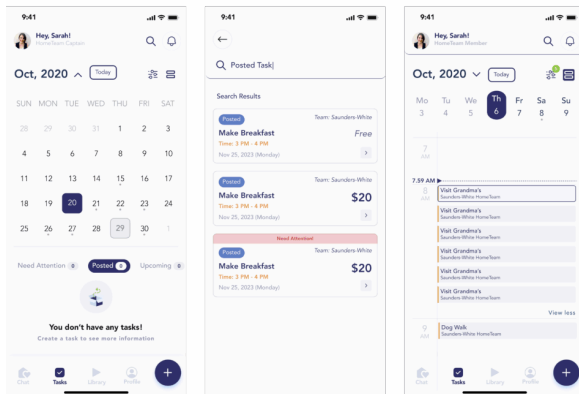 9:41
Hey, Sarah!
HomeTeam Captain
Oct, 2020
Today
SUN MON TUE WED THU FRI SAT
28 29 30 31 1 2 3
4 5 6 7 8 9 10
11 12 13 14 15 16 17
18 19 20 21 22 23 24
25 26 27 28 29 30 1
Need Attention 0 Posted 0 Upcoming 0
You don't have any tasks!
Create a task to see more information
Chat Tasks Library Profile
9:41
Posted Task
Search Results
Posted Team: Saunders-White
Make Breakfast Free
Time: 3 PM - 4 PM
Nov 25, 2023 (Monday)
Posted Team: Saunders-White
Make Breakfast $20
Time: 3 PM - 4 PM
Nov 25, 2023 (Monday)
Need Attention!
Posted Team: Saunders-White
Make Breakfast $20
Time: 3 PM - 4 PM
Nov 25, 2023 (Monday)
9:41
Hey, Sarah!
HomeTeam Member
Oct, 2020
Today
Mo Tu We Th Fr Sa Su
3 4 5 6 7 8 9
7
AM
7.59 AM
8
AM
Visit Grandma's
Saunders-White HomeTeam
Visit Grandma's
Saunders-White HomeTeam
Visit Grandma's
Saunders-White HomeTeam
Visit Grandma's
Saunders-White HomeTeam
Visit Grandma's
Saunders-White HomeTeam
Visit Grandma's
Saunders-White HomeTeam
View less
9
AM
Dog Walk
Saunders-White HomeTeam
Chat Tasks Library Profile